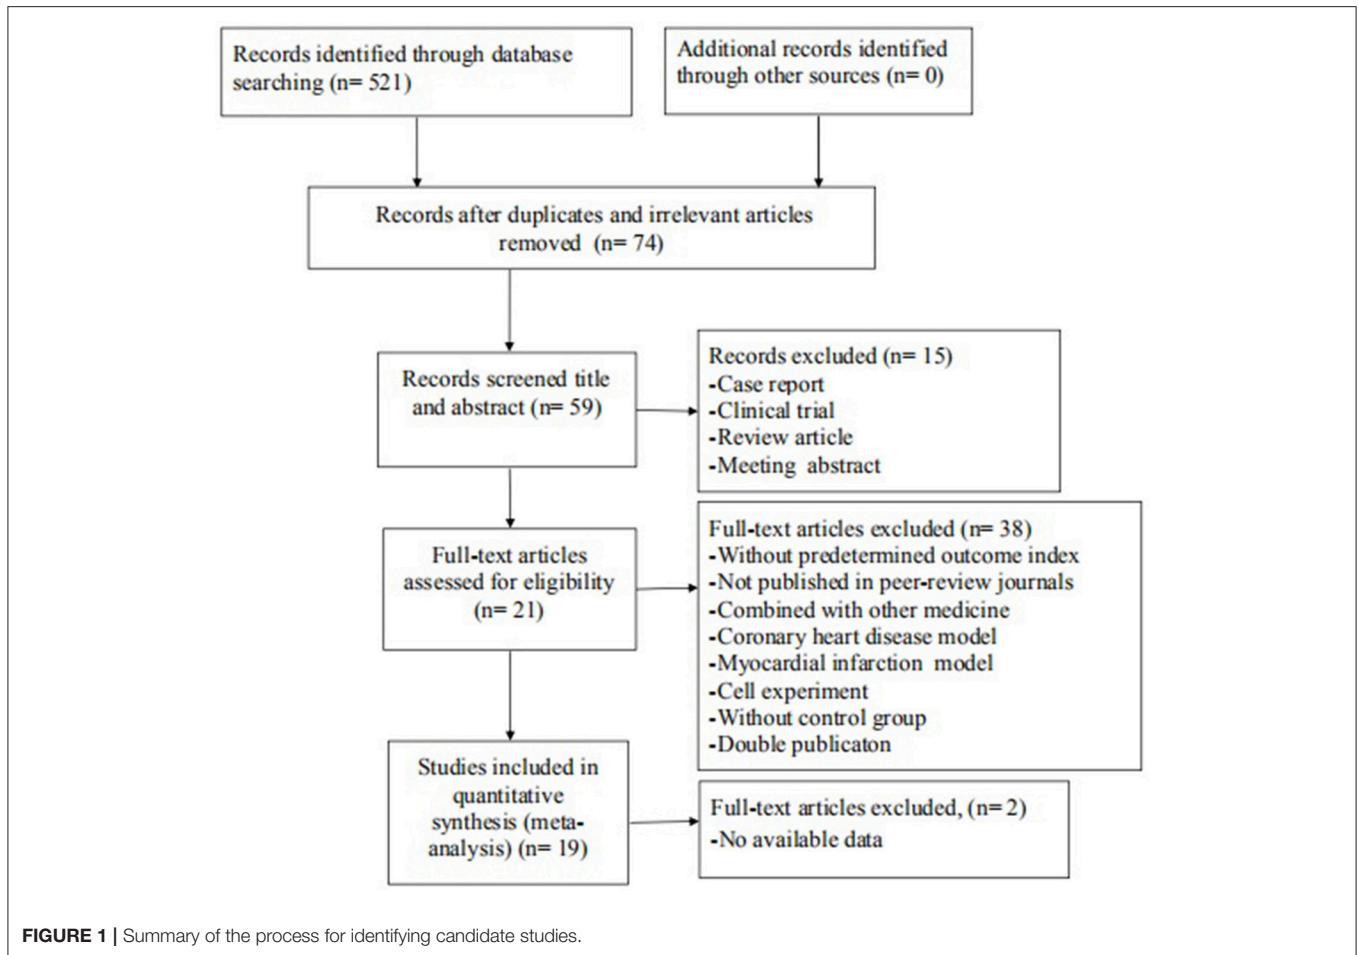 Records identified through database
searching (n= 521)
Additional records identified
through other sources (n= 0)
Records after duplicates and irrelevant articles
removed (n= 74)
Records screened title
and abstract (n= 59)
Records excluded (n= 15)
-Case report
-Clinical trial
-Review article
-Meeting abstract
Full-text articles
assessed for eligibility
(n= 21)
Full-text articles excluded (n= 38)
-Without predetermined outcome index
-Not published in peer-review journals
-Combined with other medicine
-Coronary heart disease model
-Myocardial infarction model
-Cell experiment
-Without control group
-Double publicaton
Studies included in
quantitative
synthesis (meta-
analysis) (n= 19)
Full-text articles excluded, (n= 2)
-No available data
FIGURE 1 | Summary of the process for identifying candidate studies.